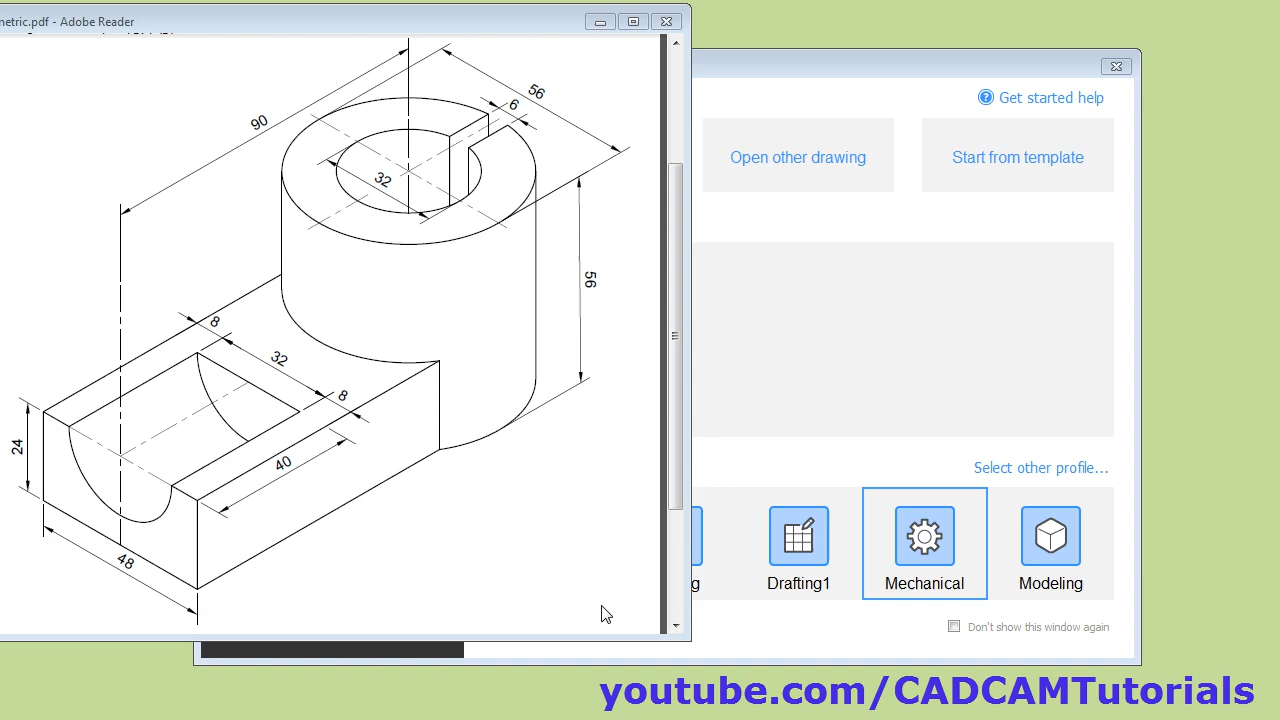 netric.pdf - Adobe Reader
Get started help
Open other drawing
Start from template
90
56
6
32
56
8
32
8
24
40
48
Select other profile...
g
Drafting1
Mechanical
Modeling
Don't show this window again
youtube.com/CADCAMTutorials